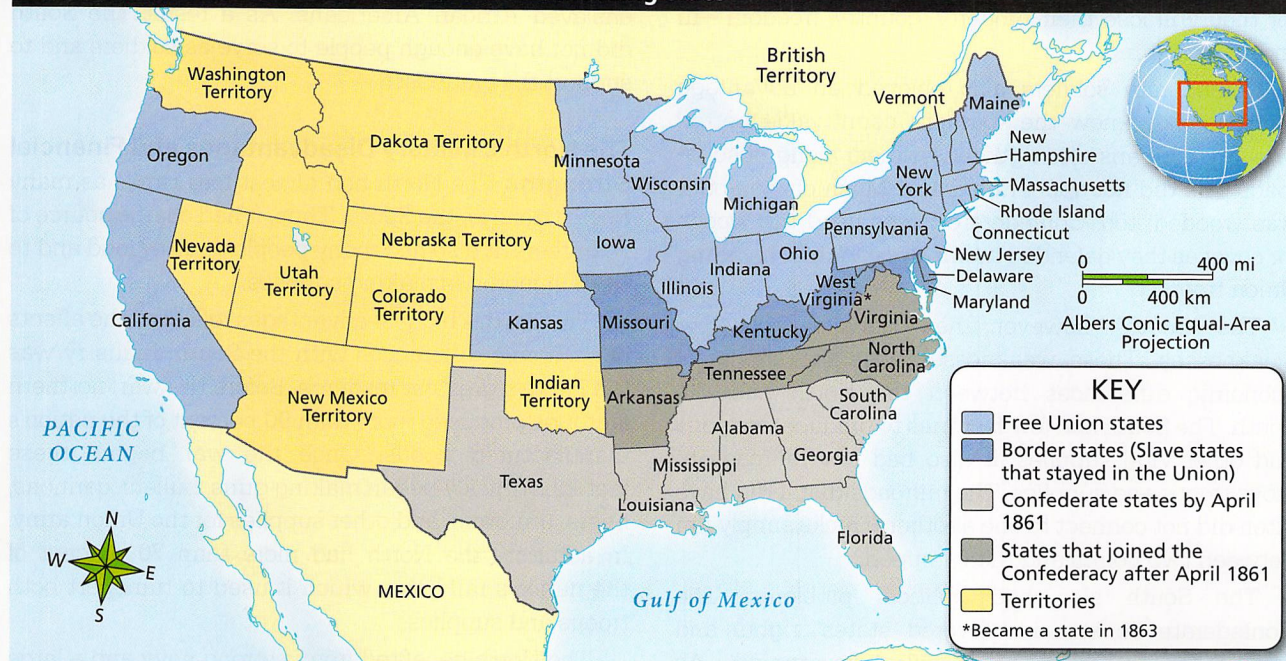 British
Territory
Washington
Territory
Dakota Territory
Oregon
Minnesota
Wisconsin
Michigan
Vermont
Maine
New
Hampshire
Massachusetts
New
York
Rhode Island
Connecticut
Pennsylvania
New Jersey
Delaware
Maryland
Nevada
Territory
Utah
Territory
Nebraska Territory
Colorado
Territory
Iowa
Illinois
Indiana
Ohio
West
Virginia*
Virginia
California
Kansas
Missouri
Kentucky
North
Carolina
Tennessee
New Mexico
Territory
Indian
Territory
Arkansas
South
Carolina
Alabama
Georgia
Mississippi
Texas
Louisiana
Florida
PACIFIC
OCEAN
MEXICO
Gulf of Mexico
N
W
E
S
0
400 mi
0
400 km
Albers Conic Equal-Area
Projection
KEY
Free Union states
Border states (Slave states
that stayed in the Union)
Confederate states by April
1861
States that joined the
Confederacy after April 1861
Territories
*Became a state in 1863